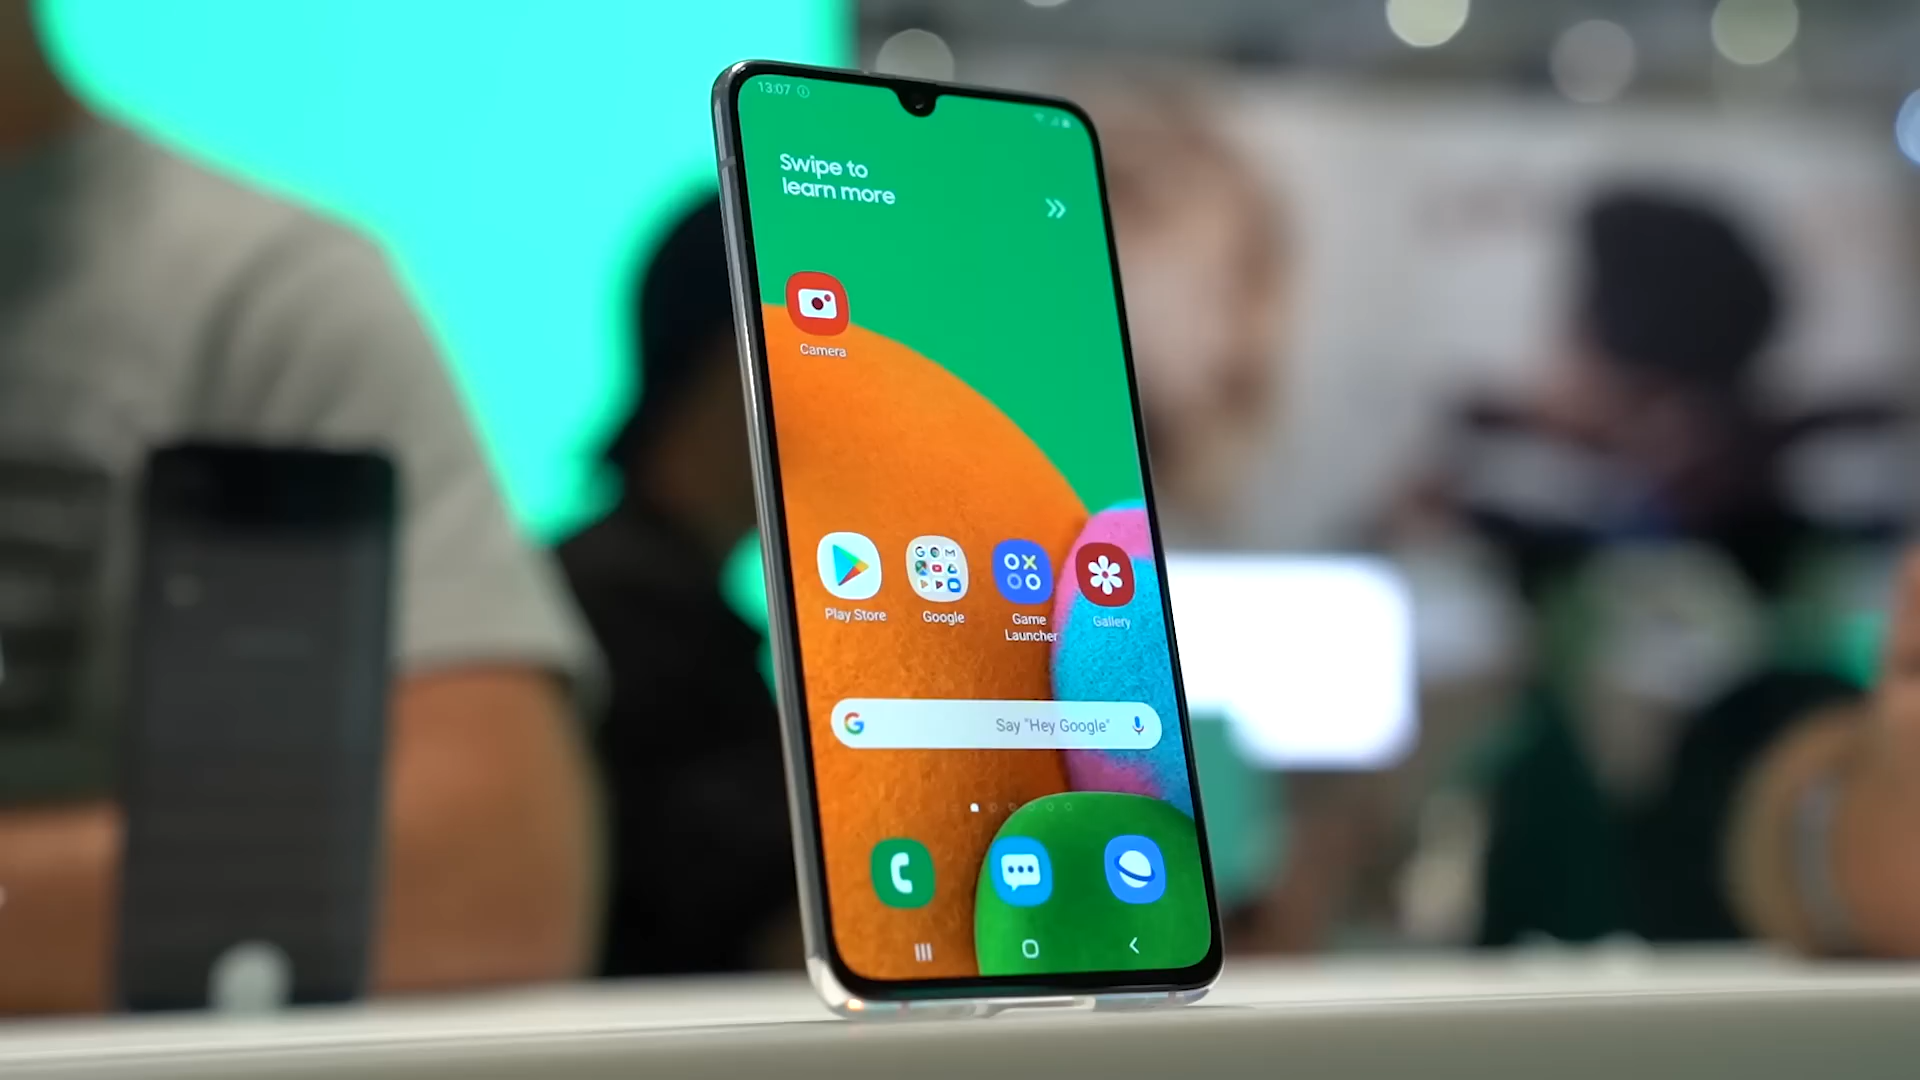 13:07
Swipe to
learn more
Camera
Play Store
Google
Game
Launcher
Gallery
G Say "Hey Google"